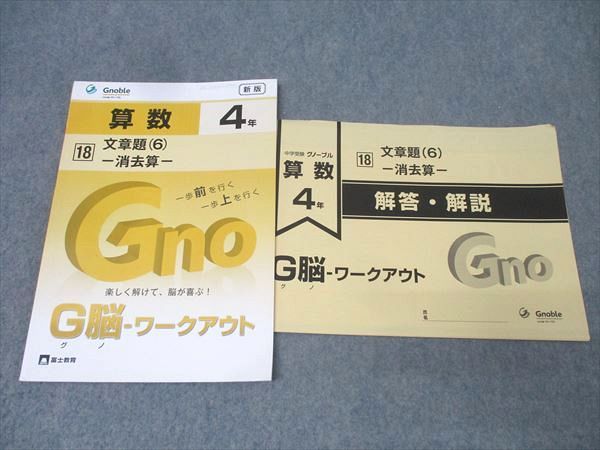 Gnoble
新版
算数
4年
18
文章題(6)
－消去算－
一歩前を行く
一歩上を行く
Gno
楽しく解けて、脳が喜ぶ！
G脳-ワークアウト
グ ノ
富士教育
中学受験 グノーブル
算数
4年
18
文章題(6)
－消去算－
解答・解説
Gno
G脳-ワークアウト
グ ノ
氏名
Gnoble